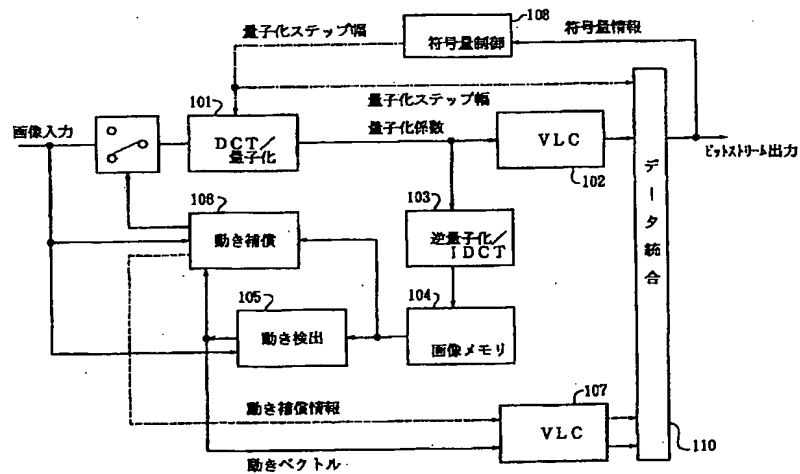 108
量子化ステップ幅
符号量制御
符号量情報
101
量子化ステップ幅
画像入力
DCT/
量子化
量子化係数
VLC
ビットストリーム出力
102
データ統合
108
103
動き補償
逆量子化/
IDCT
105
104
動き検出
画像メモリ
107
動き補償情報
VLC
動きベクトル
110